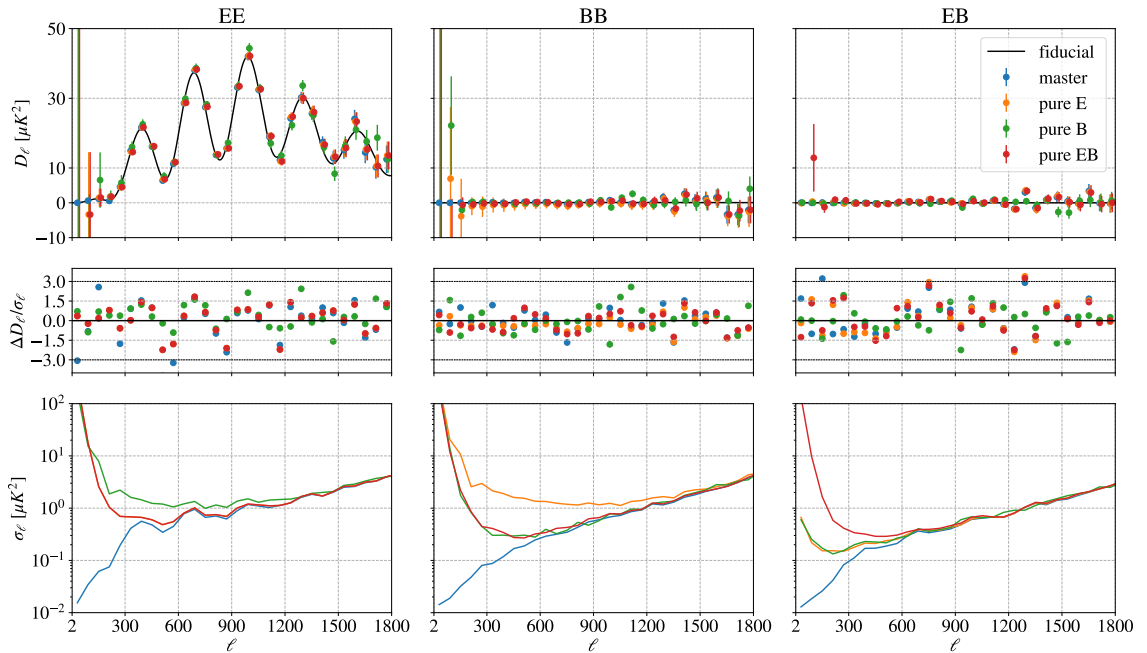 EE
BB
EB
50
30
10
0
−10
D_ℓ [μK²]
fiducial
master
pure E
pure B
pure EB
3.0
1.5
0.0
−1.5
−3.0
ΔD_ℓ/σ_ℓ
10²
10¹
10⁰
10⁻¹
10⁻²
σ_ℓ [μK²]
2 300 600 900 1200 1500 1800
2 300 600 900 1200 1500 1800
2 300 600 900 1200 1500 1800
ℓ
ℓ
ℓ